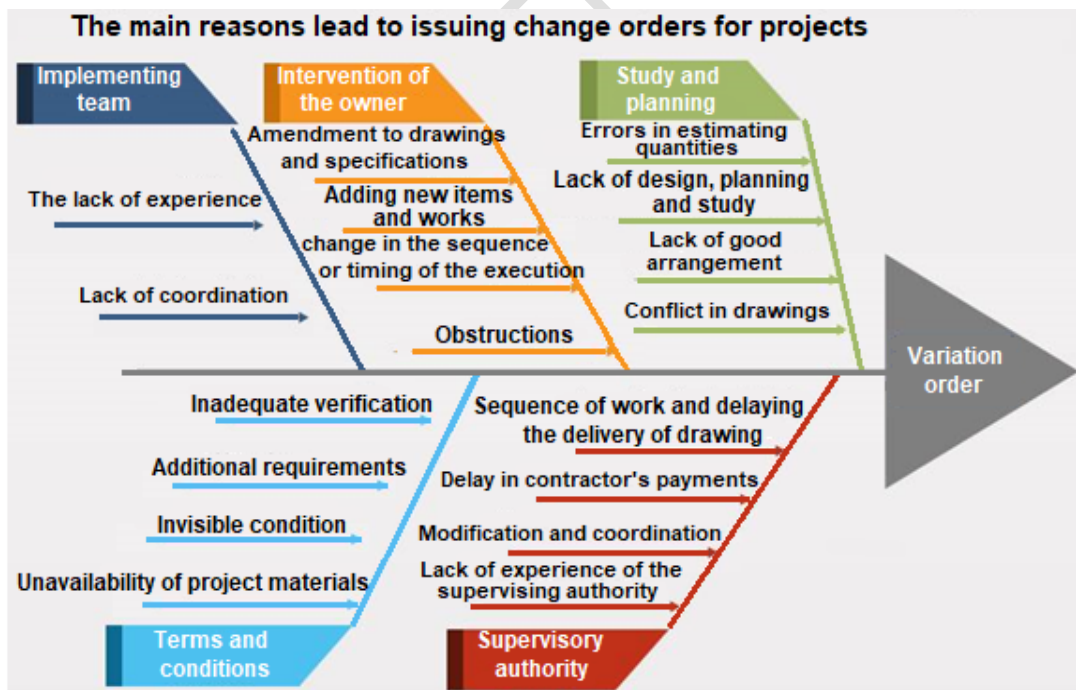 The main reasons lead to issuing change orders for projects
Implementing
team
The lack of experience
Lack of coordination
Intervention of
the owner
Amendment to drawings
and specifications
Adding new items
and works
change in the sequence
or timing of the execution
Obstructions
Study and
planning
Errors in estimating
quantities
Lack of design, planning
and study
Lack of good
arrangement
Conflict in drawings
Variation
order
Inadequate verification
Additional requirements
Invisible condition
Unavailability of project materials
Terms and
conditions
Sequence of work and delaying
the delivery of drawing
Delay in contractor's payments
Modification and coordination
Lack of experience of the
supervising authority
Supervisory
authority